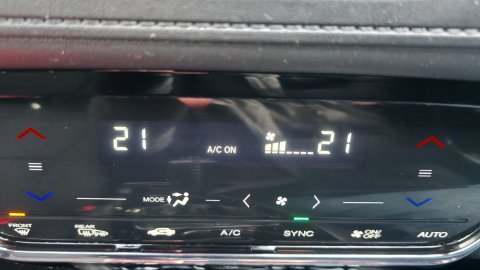 21 A/C ON 21
MODE
FRONT REAR A/C SYNC ON/OFF AUTO